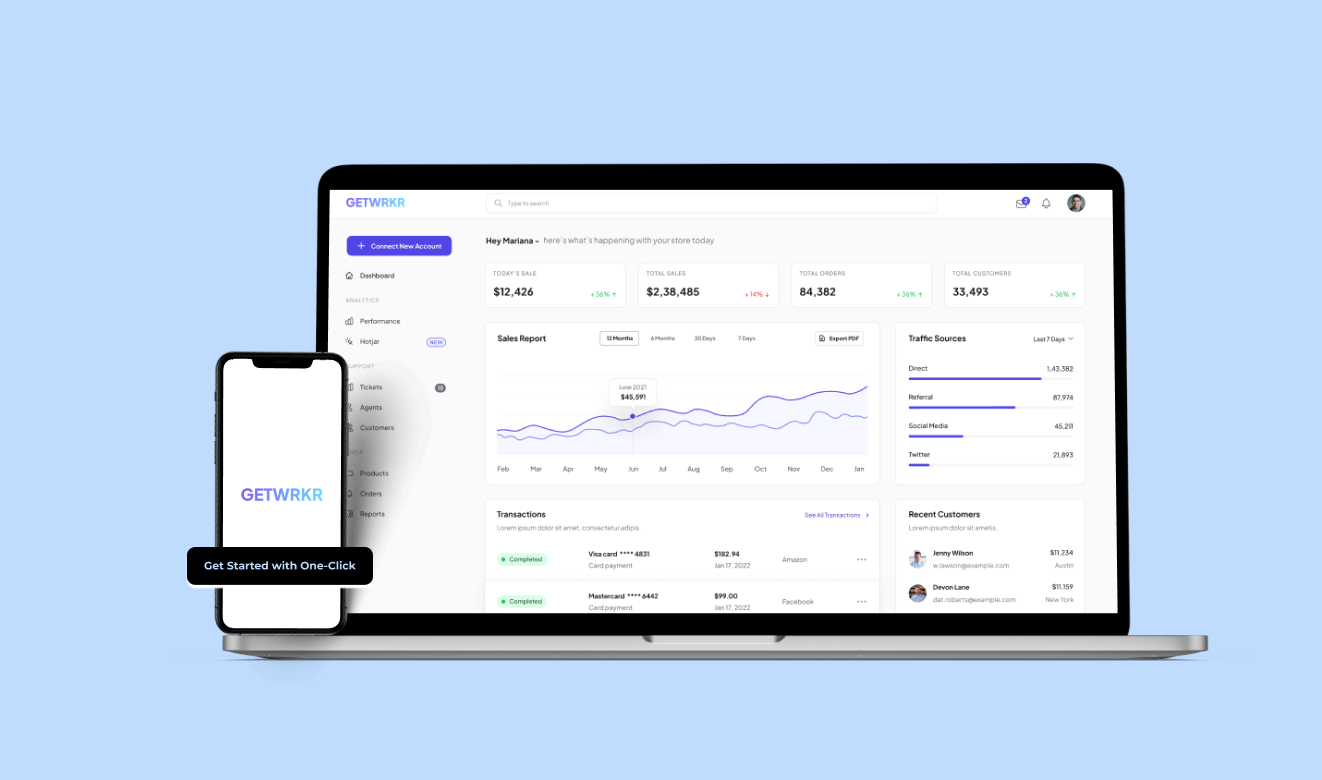 GETWRKR
Type to search
2
Connect New Account
Hey Mariana - here's what's happening with your store today
Dashboard
TODAY'S SALE
$12,426
+ 36% ↑
TOTAL SALES
$2,38,485
+ 14% ↓
TOTAL ORDERS
84,382
+ 36% ↑
TOTAL CUSTOMERS
33,493
+ 36% ↑
ANALYTICS
Performance
Hotjar NEW
Tickets
Agents
Customers
Products
Orders
Reports
Sales Report
12 Months 6 Months 30 Days 7 Days
Export PDF
June 2021
$45,591
Feb Mar Apr May Jun Jul Aug Sep Oct Nov Dec Jan
Traffic Sources
Last 7 Days
Direct 1,43,382
Referral 87,974
Social Media 45,211
Twitter 21,893
Transactions
See All Transactions >
Lorem ipsum dolor sit amet, consectetur adipis.
Completed Visa card **** 4831 $182.94 Amazon
Card payment Jan 17, 2022
Completed Mastercard **** 6442 $99.00 Facebook
Card payment Jan 17, 2022
Recent Customers
Lorem ipsum dolor sit ametis.
Jenny Wilson $11,234
w.lawson@example.com Austin
Devon Lane $11,159
dat.roberts@example.com New York
GETWRKR
Get Started with One-Click